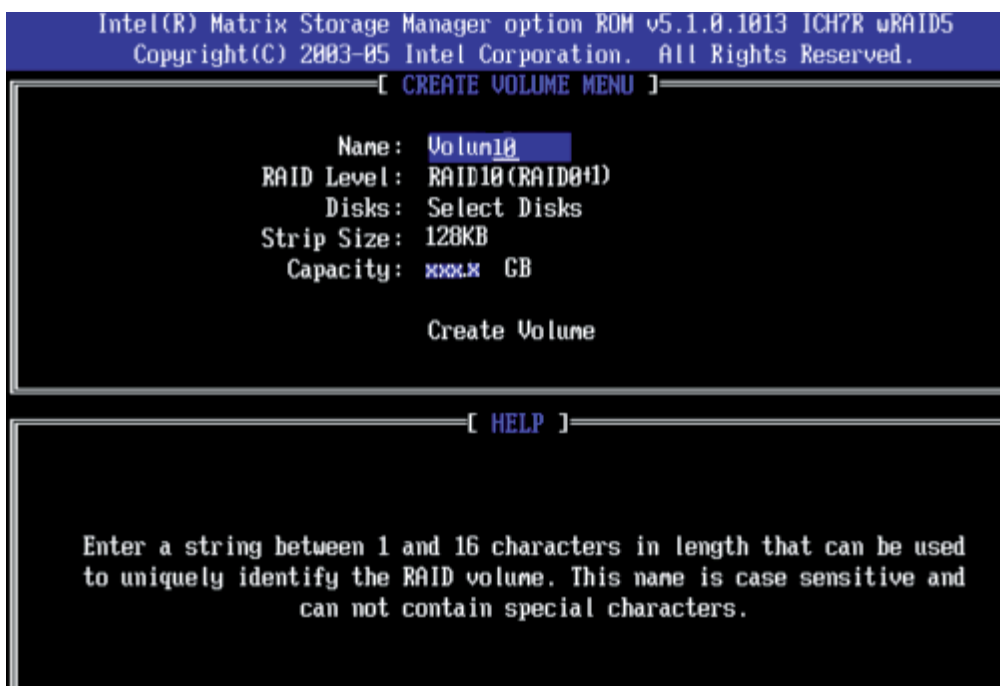 Intel(R) Matrix Storage Manager option ROM v5.1.0.1013 ICH7R wRAID5
Copyright(C) 2003-05 Intel Corporation. All Rights Reserved.
[ CREATE VOLUME MENU ]
Name: Volum10
RAID Level: RAID10(RAID0+1)
Disks: Select Disks
Strip Size: 128KB
Capacity: xxx.x GB
Create Volume
[ HELP ]
Enter a string between 1 and 16 characters in length that can be used
to uniquely identify the RAID volume. This name is case sensitive and
can not contain special characters.